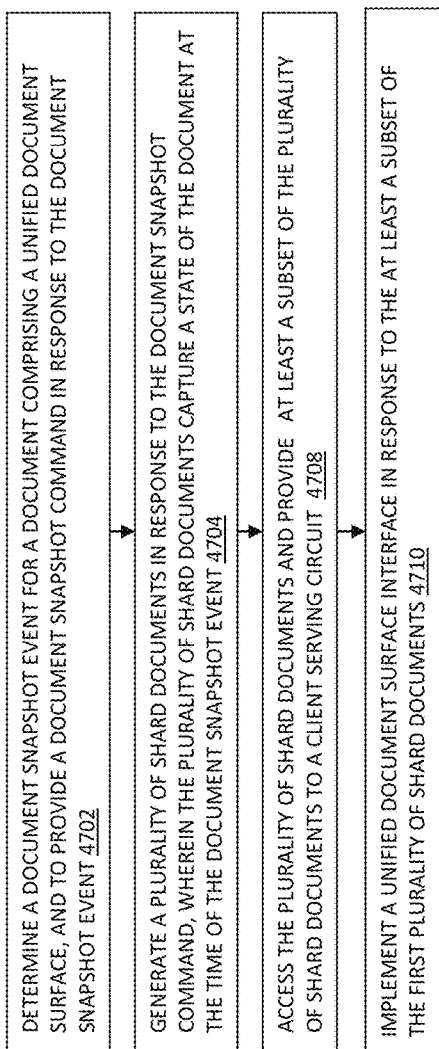 DETERMINE A DOCUMENT SNAPSHOT EVENT FOR A DOCUMENT COMPRISING A UNIFIED DOCUMENT
SURFACE, AND TO PROVIDE A DOCUMENT SNAPSHOT COMMAND IN RESPONSE TO THE DOCUMENT
SNAPSHOT EVENT 4702
GENERATE A PLURALITY OF SHARD DOCUMENTS IN RESPONSE TO THE DOCUMENT SNAPSHOT
COMMAND, WHEREIN THE PLURALITY OF SHARD DOCUMENTS CAPTURE A STATE OF THE DOCUMENT AT
THE TIME OF THE DOCUMENT SNAPSHOT EVENT 4704
ACCESS THE PLURALITY OF SHARD DOCUMENTS AND PROVIDE AT LEAST A SUBSET OF THE PLURALITY
OF SHARD DOCUMENTS TO A CLIENT SERVING CIRCUIT 4708
IMPLEMENT A UNIFIED DOCUMENT SURFACE INTERFACE IN RESPONSE TO THE AT LEAST A SUBSET OF
THE FIRST PLURALITY OF SHARD DOCUMENTS 4710